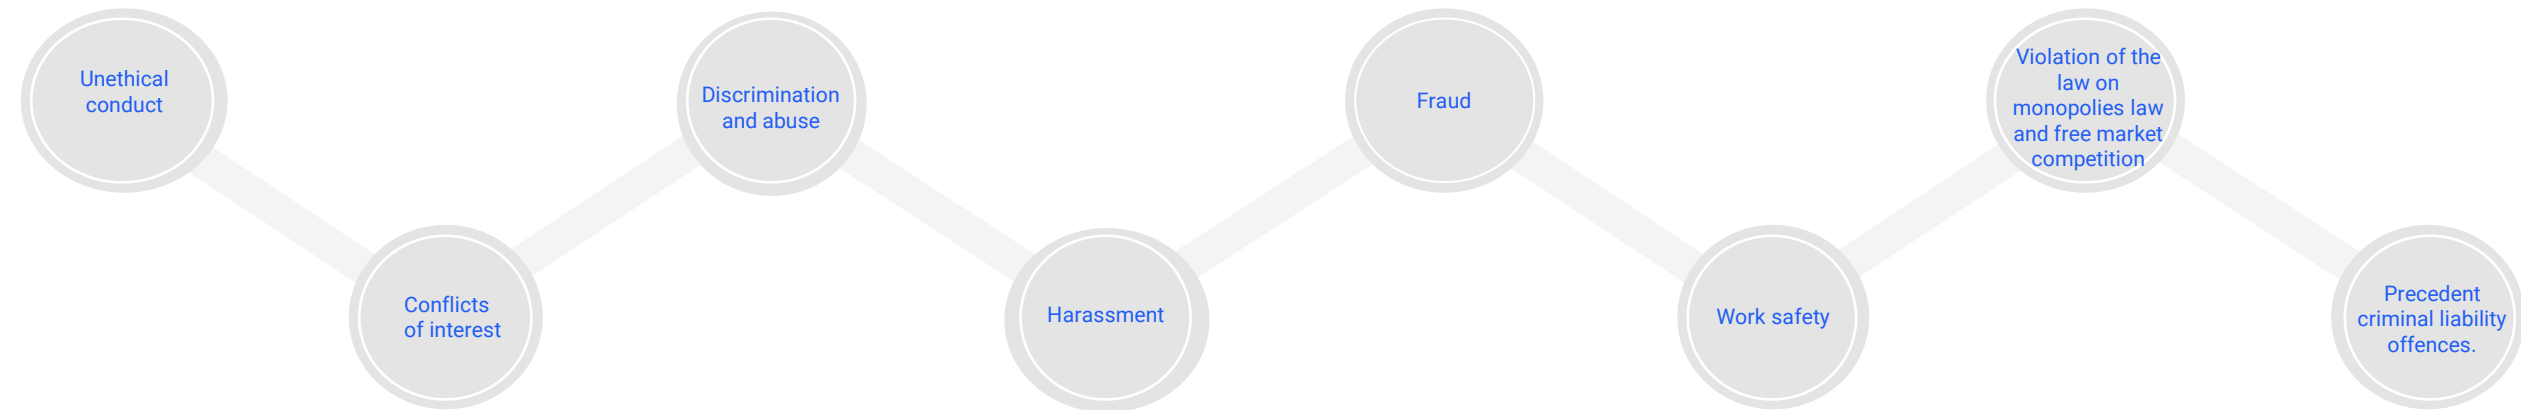 Unethical
conduct
Conflicts
of interest
Discrimination
and abuse
Harassment
Fraud
Work safety
Violation of the
law on
monopolies law
and free market
competition
Precedent
criminal liability
offences.